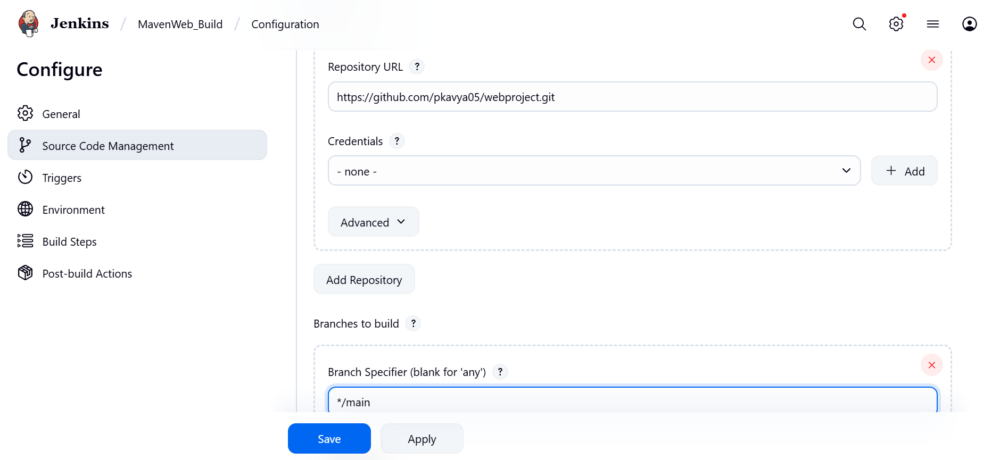 Jenkins / MavenWeb_Build / Configuration
Configure
General
Source Code Management
Triggers
Environment
Build Steps
Post-build Actions
Repository URL ?
https://github.com/pkavya05/webproject.git
Credentials ?
- none -
+ Add
Advanced
Add Repository
Branches to build ?
Branch Specifier (blank for 'any') ?
*/main
Save
Apply